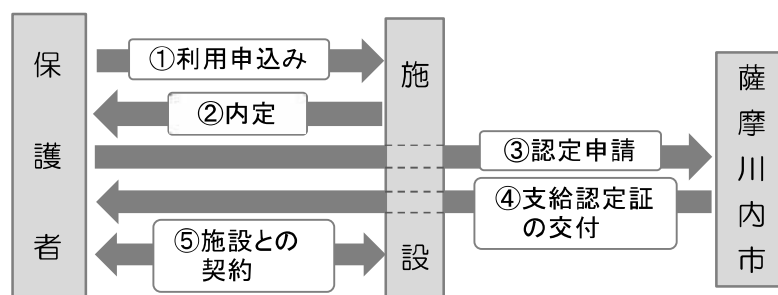 保護者
①利用申込み
②内定
施設
③認定申請
④支給認定証
の交付
⑤施設との
契約
薩摩川内市